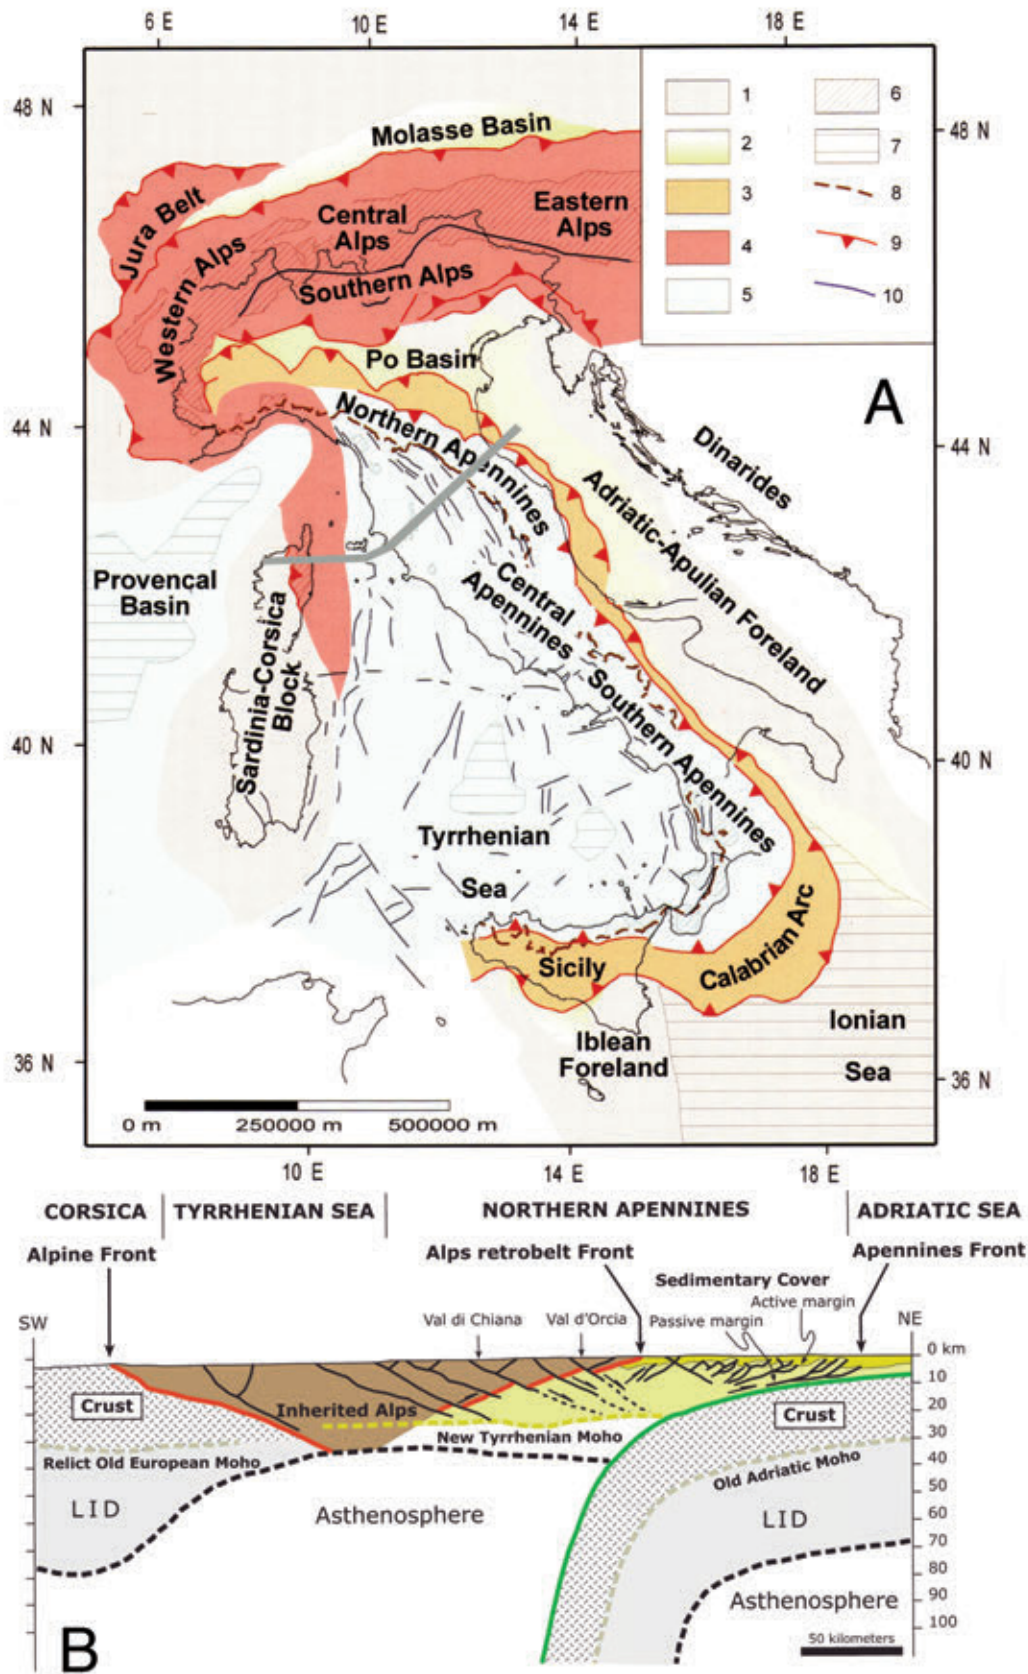 6 E 10 E 14 E 18 E
48 N
48 N
44 N
44 N
40 N
40 N
36 N
36 N
10 E 14 E 18 E
1
2
3
4
5
6
7
8
9
10
A
Molasse Basin
Jura Belt
Western Alps
Central
Alps
Eastern
Alps
Southern Alps
Po Basin
Northern Apennines
Dinarides
Adriatic-Apulian Foreland
Provencal
Basin
Central
Apennines
Sardinia-Corsica
Block
Southern Apennines
Tyrrhenian
Sea
Calabrian Arc
Sicily
Iblean
Foreland
Ionian
Sea
0 m 250000 m 500000 m
CORSICA TYRRHENIAN SEA NORTHERN APENNINES ADRIATIC SEA
Alpine Front Alps retrobelt Front Apennines Front
Sedimentary Cover
Active margin
SW Val di Chiana Val d'Orcia Passive margin NE
0 km
10
20
30
40
50
60
70
80
90
100
Crust
Inherited Alps
Crust
New Tyrrhenian Moho
Relict Old European Moho
Old Adriatic Moho
LID
Asthenosphere
LID
Asthenosphere
B
50 kilometers